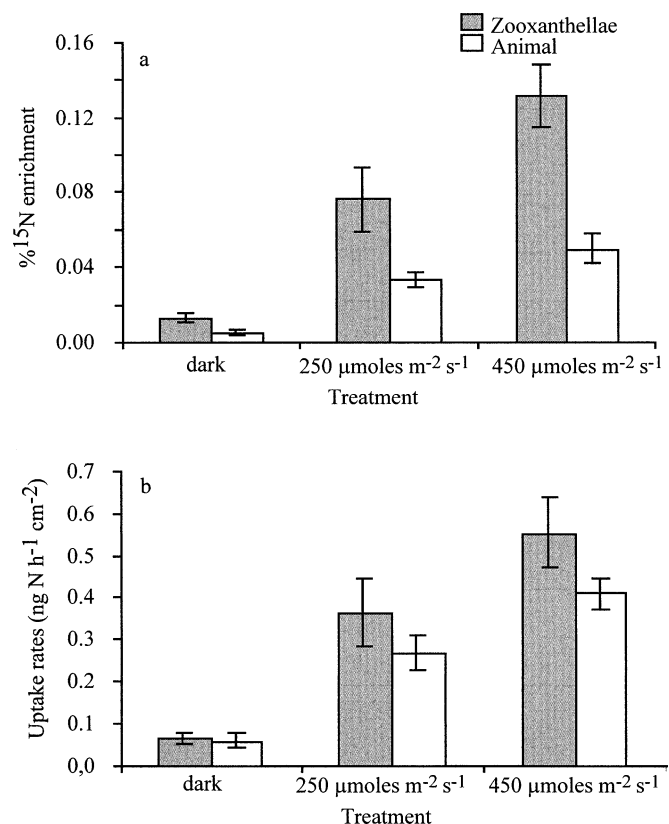 Zooxanthellae
Animal
a
0.16
0.12
0.08
0.04
0.00
%15N enrichment
dark
250 µmoles m-2 s-1
450 µmoles m-2 s-1
Treatment
b
0.7
0.6
0.5
0.4
0.3
0.2
0.1
0,0
Uptake rates (ng N h-1 cm-2)
dark
250 µmoles m-2 s-1
450 µmoles m-2 s-1
Treatment